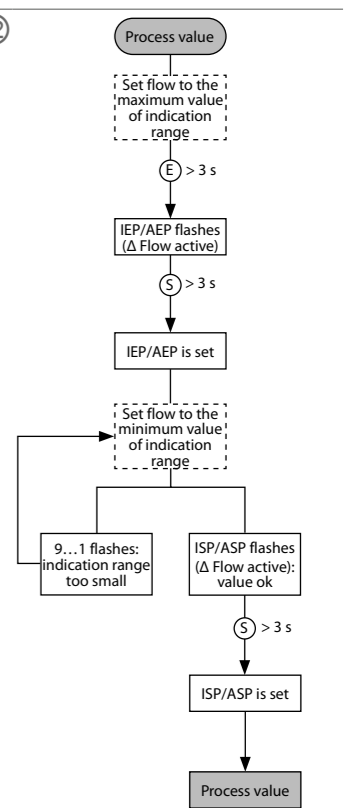 2
Process value
Set flow to the
maximum value
of indication
range
E > 3 s
IEP/AEP flashes
(Δ Flow active)
S > 3 s
IEP/AEP is set
Set flow to the
minimum value
of indication
range
9…1 flashes:
indication range
too small
ISP/ASP flashes
(Δ Flow active):
value ok
S > 3 s
ISP/ASP is set
Process value